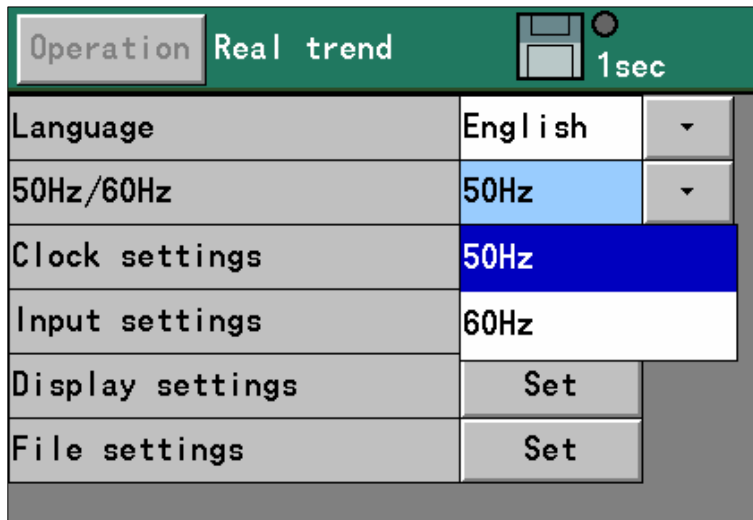 Operation Real trend 1sec
Language English
50Hz/60Hz 50Hz
Clock settings 50Hz
Input settings 60Hz
Display settings Set
File settings Set